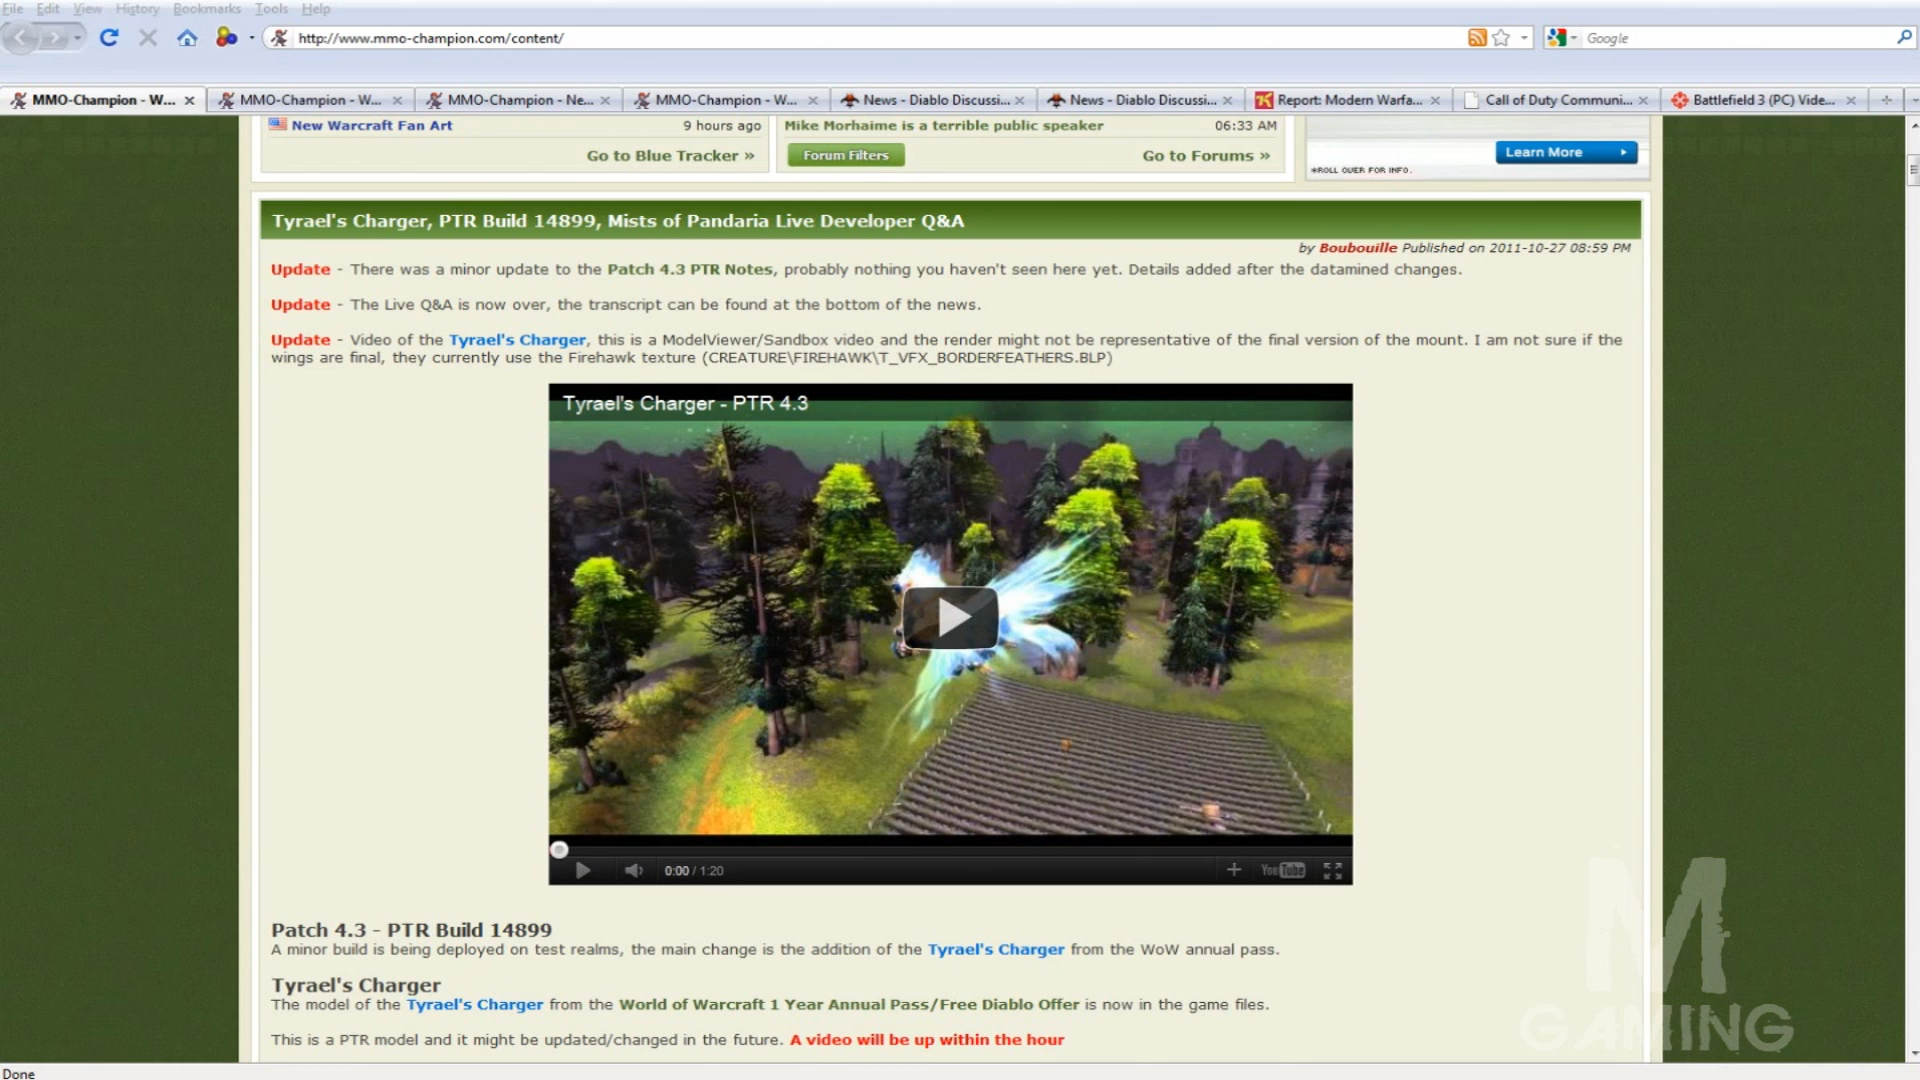 File Edit View History Bookmarks Tools Help
http://www.mmo-champion.com/content/
Google
MMO-Champion - W...
MMO-Champion - W...
MMO-Champion - Ne...
MMO-Champion - W...
News - Diablo Discussi...
News - Diablo Discussi...
Report: Modern Warfa...
Call of Duty Communi...
Battlefield 3 (PC) Vide...
New Warcraft Fan Art 9 hours ago
Go to Blue Tracker »
Mike Morhaime is a terrible public speaker 06:33 AM
Forum Filters Go to Forums »
Learn More
*ROLL OVER FOR INFO.
Tyrael's Charger, PTR Build 14899, Mists of Pandaria Live Developer Q&A
by Boubouille Published on 2011-10-27 08:59 PM
Update - There was a minor update to the Patch 4.3 PTR Notes, probably nothing you haven't seen here yet. Details added after the datamined changes.
Update - The Live Q&A is now over, the transcript can be found at the bottom of the news.
Update - Video of the Tyrael's Charger, this is a ModelViewer/Sandbox video and the render might not be representative of the final version of the mount. I am not sure if the
wings are final, they currently use the Firehawk texture (CREATURE\FIREHAWK\T_VFX_BORDERFEATHERS.BLP)
Tyrael's Charger - PTR 4.3
0:00 / 1:20
YouTube
Patch 4.3 - PTR Build 14899
A minor build is being deployed on test realms, the main change is the addition of the Tyrael's Charger from the WoW annual pass.
Tyrael's Charger
The model of the Tyrael's Charger from the World of Warcraft 1 Year Annual Pass/Free Diablo Offer is now in the game files.
This is a PTR model and it might be updated/changed in the future. A video will be up within the hour
M
GAMING
Done